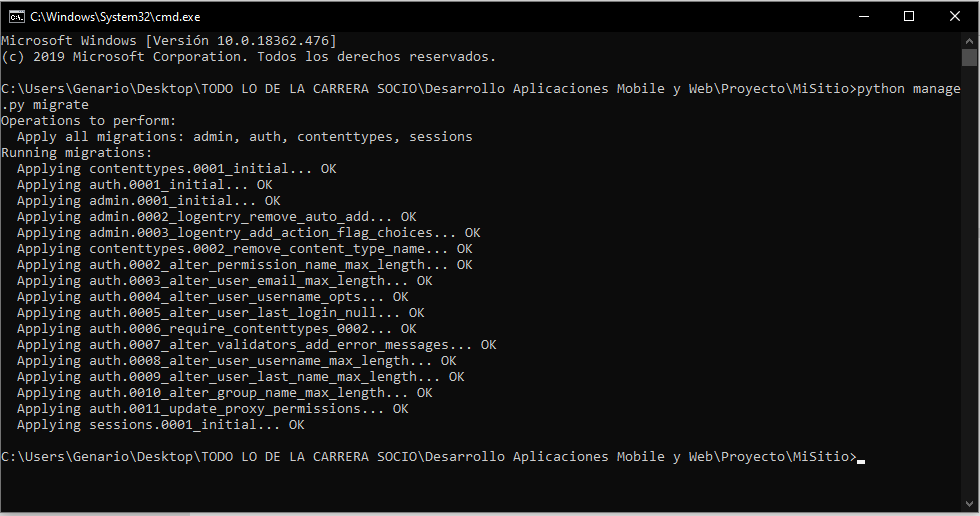 C:\Windows\System32\cmd.exe
Microsoft Windows [Versión 10.0.18362.476]
(c) 2019 Microsoft Corporation. Todos los derechos reservados.
C:\Users\Genario\Desktop\TODO LO DE LA CARRERA SOCIO\Desarrollo Aplicaciones Mobile y Web\Proyecto\MiSitio>python manage
.py migrate
Operations to perform:
  Apply all migrations: admin, auth, contenttypes, sessions
Running migrations:
  Applying contenttypes.0001_initial... OK
  Applying auth.0001_initial... OK
  Applying admin.0001_initial... OK
  Applying admin.0002_logentry_remove_auto_add... OK
  Applying admin.0003_logentry_add_action_flag_choices... OK
  Applying contenttypes.0002_remove_content_type_name... OK
  Applying auth.0002_alter_permission_name_max_length... OK
  Applying auth.0003_alter_user_email_max_length... OK
  Applying auth.0004_alter_user_username_opts... OK
  Applying auth.0005_alter_user_last_login_null... OK
  Applying auth.0006_require_contenttypes_0002... OK
  Applying auth.0007_alter_validators_add_error_messages... OK
  Applying auth.0008_alter_user_username_max_length... OK
  Applying auth.0009_alter_user_last_name_max_length... OK
  Applying auth.0010_alter_group_name_max_length... OK
  Applying auth.0011_update_proxy_permissions... OK
  Applying sessions.0001_initial... OK
C:\Users\Genario\Desktop\TODO LO DE LA CARRERA SOCIO\Desarrollo Aplicaciones Mobile y Web\Proyecto\MiSitio>